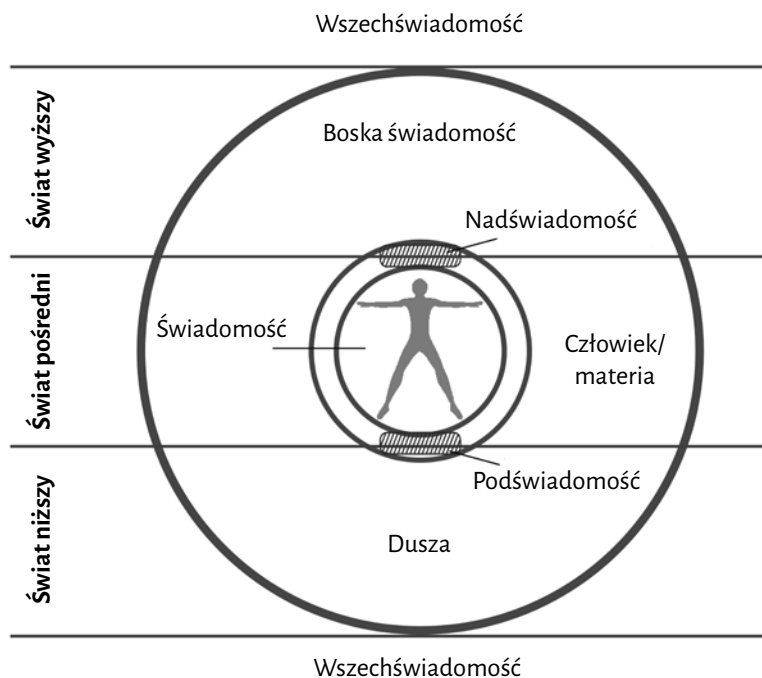 Wszechświadomość
Świat wyższy
Boska świadomość
Nadświadomość
Świat pośredni
Świadomość
Człowiek/
materia
Podświadomość
Świat niższy
Dusza
Wszechświadomość